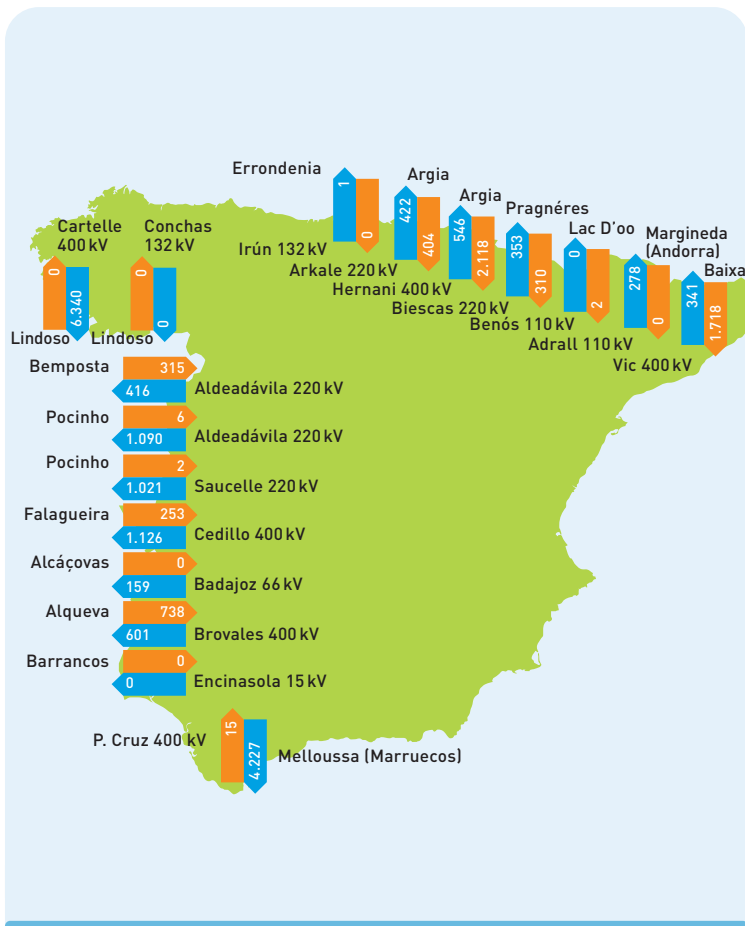 Errondenia
1
0
Irún 132 kV
Argia
422
404
Arkale 220 kV
Argia
546
2.118
Hernani 400 kV
Pragnéres
353
310
Biescas 220 kV
Lac D'oo
0
2
Benós 110 kV
Margineda
(Andorra)
278
0
Adrall 110 kV
Baixas
341
1.718
Vic 400 kV
Cartelle
400 kV
0
6.340
Lindoso
Conchas
132 kV
0
0
Lindoso
Bemposta
315
416
Aldeadávila 220 kV
Pocinho
6
1.090
Aldeadávila 220 kV
Pocinho
2
1.021
Saucelle 220 kV
Falagueira
253
1.126
Cedillo 400 kV
Alcáçovas
0
159
Badajoz 66 kV
Alqueva
738
601
Brovales 400 kV
Barrancos
0
0
Encinasola 15 kV
P. Cruz 400 kV
15
4.227
Melloussa (Marruecos)